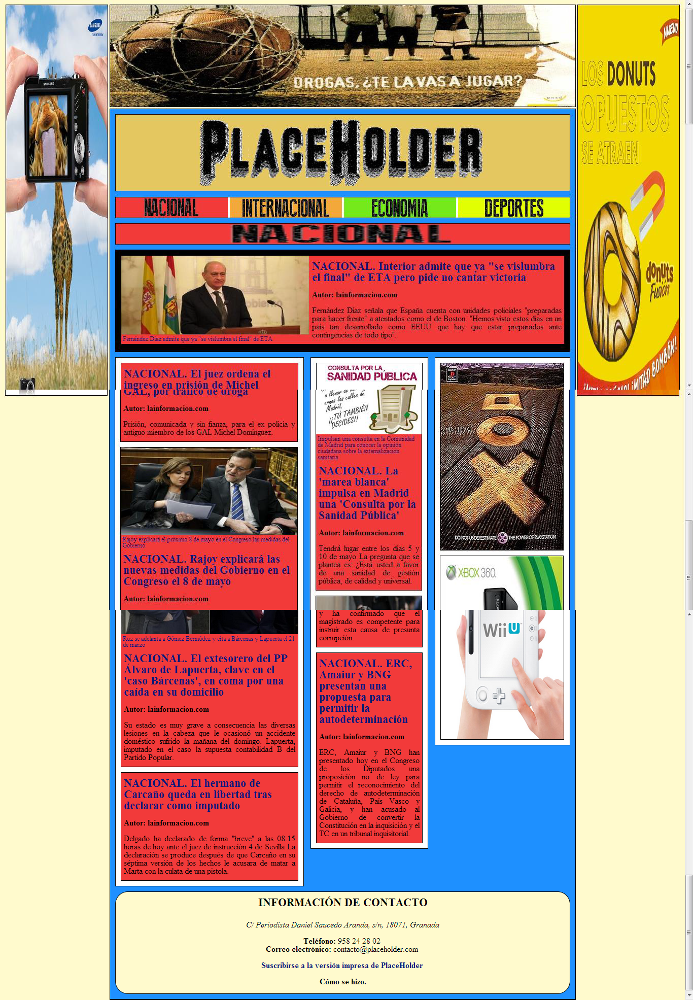 SAMSUNG
SAMSUNG
DROGAS, ¿TE LA VAS A JUGAR?
pnsd
NUEVO
LOS DONUTS
OPUESTOS
SE ATRAEN
donuts
Fusión
¡MITAD BOMBÓN!
PLACEHOLDER
NACIONAL
INTERNACIONAL
ECONOMIA
DEPORTES
NACIONAL
NACIONAL. Interior admite que ya "se vislumbra
el final" de ETA pero pide no cantar victoria
Autor: lainformacion.com
Fernández Díaz señala que España cuenta con unidades policiales "preparadas
para hacer frente" a atentados como el de Boston. "Hemos visto estos días en un
país tan desarrollado como EEUU que hay que estar preparados ante
contingencias de todo tipo".
Fernández Díaz admite que ya "se vislumbra el final" de ETA
NACIONAL. El juez ordena el
ingreso en prisión de Michel
GAL, por tráfico de droga
Autor: lainformacion.com
Prisión, comunicada y sin fianza, para el ex policía y
antiguo miembro de los GAL Michel Domínguez.
Rajoy explicará el próximo 8 de mayo en el Congreso las medidas del
Gobierno
NACIONAL. Rajoy explicará las
nuevas medidas del Gobierno en el
Congreso el 8 de mayo
Autor: lainformacion.com
Ruz se adelanta a Gómez Bermúdez y cita a Bárcenas y Lapuerta el 21
de marzo
NACIONAL. El extesorero del PP
Álvaro de Lapuerta, clave en el
'caso Bárcenas', en coma por una
caída en su domicilio
Autor: lainformacion.com
Su estado es muy grave a consecuencia las diversas
lesiones en la cabeza que le ocasionó un accidente
doméstico sufrido la mañana del domingo. Lapuerta,
imputado en el caso la supuesta contabilidad B del
Partido Popular.
NACIONAL. El hermano de
Carcaño queda en libertad tras
declarar como imputado
Autor: lainformacion.com
Delgado ha declarado de forma "breve" a las 08.15
horas de hoy ante el juez de instrucción 4 de Sevilla La
declaración se produce después de que Carcaño en su
séptima versión de los hechos le acusara de matar a
Marta con la culata de una pistola.
CONSULTA POR LA
SANIDAD PÚBLICA
a llenar de
urnas las calles de
Madrid.
¡¡TÚ TAMBIÉN
DECIDES!!
Impulsan una consulta en la Comunidad
de Madrid para conocer la opinión
ciudadana sobre la externalización
sanitaria
NACIONAL. La
'marea blanca'
impulsa en Madrid
una 'Consulta por la
Sanidad Pública'
Autor: lainformacion.com
Tendrá lugar entre los días 5 y
10 de mayo La pregunta que se
plantea es: ¿Está usted a favor
de una sanidad de gestión
pública, de calidad y universal.
y ha confirmado que el
magistrado es competente para
instruir esta causa de presunta
corrupción.
NACIONAL. ERC,
Amaiur y BNG
presentan una
propuesta para
permitir la
autodeterminación
Autor: lainformacion.com
ERC, Amaiur y BNG han
presentado hoy en el Congreso
de los Diputados una
proposición no de ley para
permitir el reconocimiento del
derecho de autodeterminación
de Cataluña, País Vasco y
Galicia, y han acusado al
Gobierno de convertir la
Constitución en la inquisición y el
TC en un tribunal inquisitorial.
DO NOT UNDERESTIMATE THE POWER OF PLAYSTATION
XBOX 360
XBOX
Wii U
INFORMACIÓN DE CONTACTO
C/ Periodista Daniel Saucedo Aranda, s/n, 18071, Granada
Teléfono: 958 24 28 02
Correo electrónico: contacto@placeholder.com
Suscribirse a la versión impresa de PlaceHolder
Cómo se hizo.